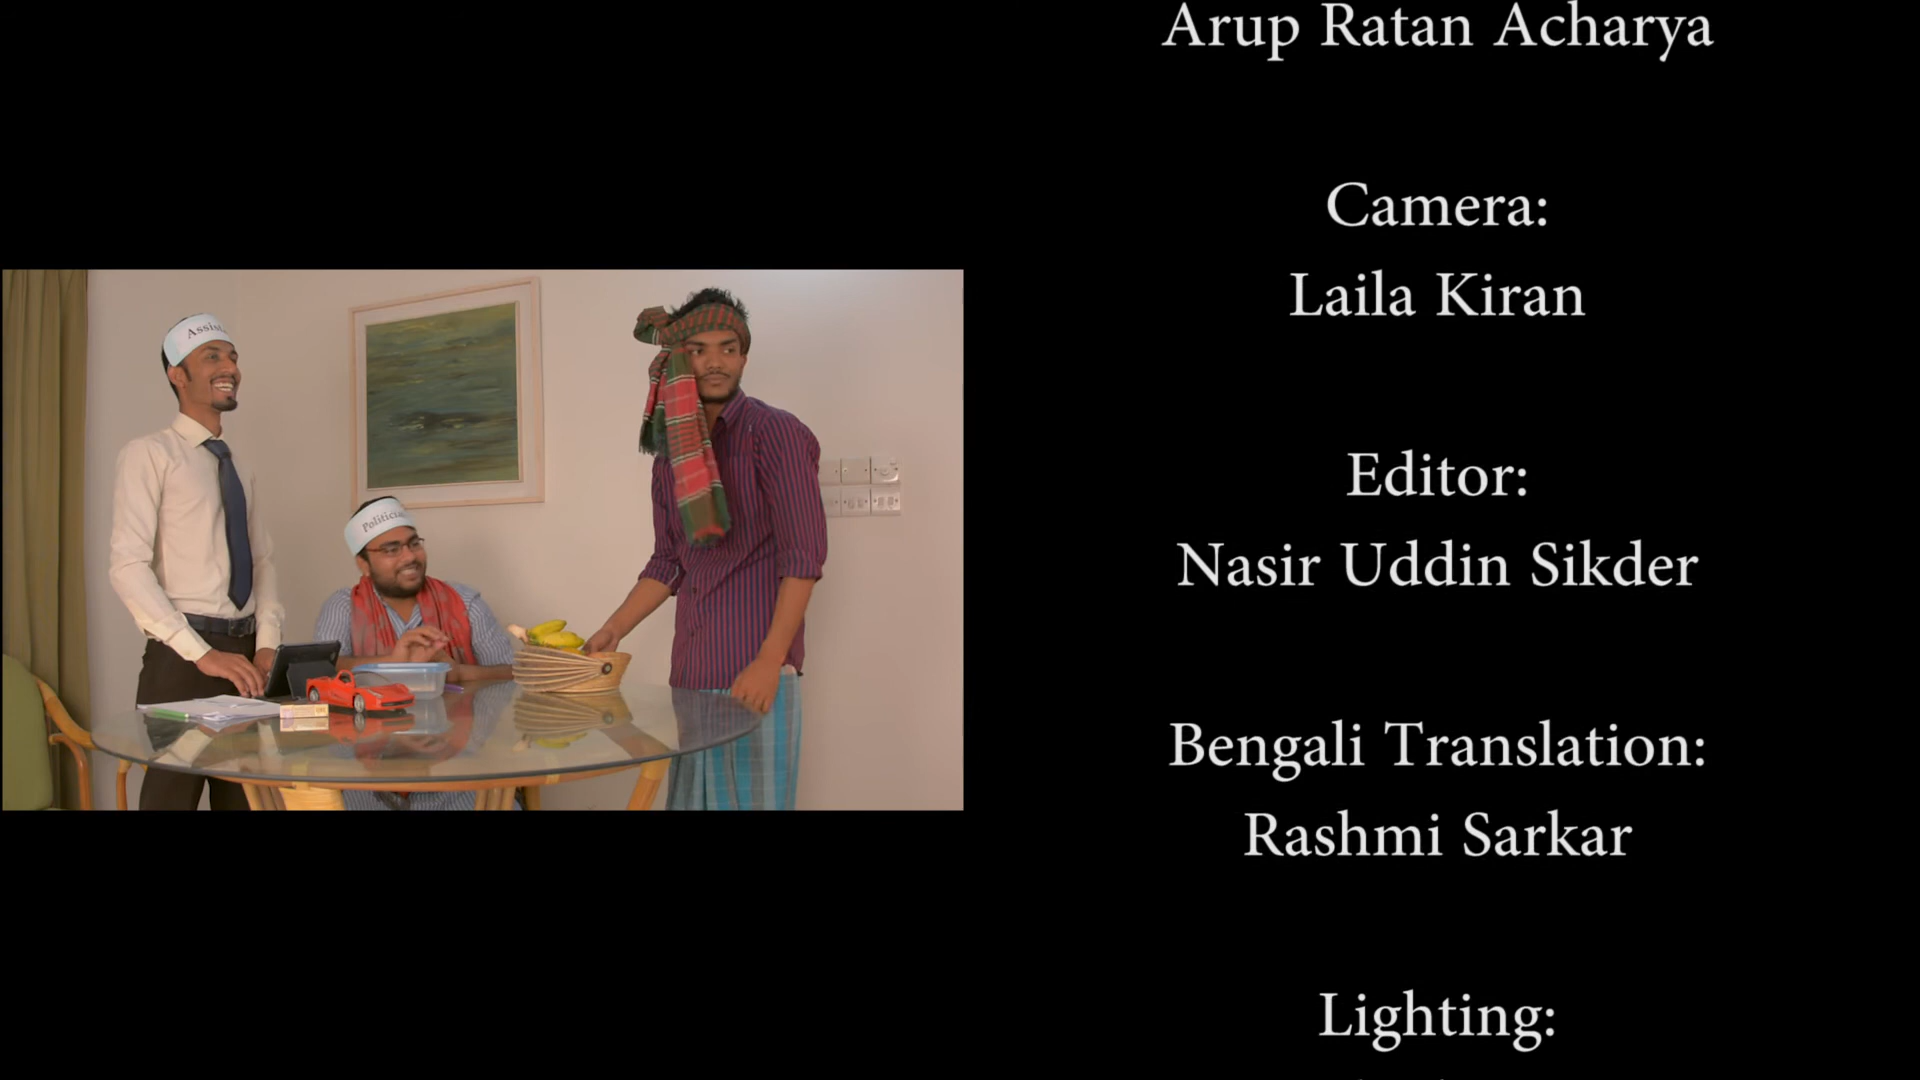 Arup Ratan Acharya
Camera:
Laila Kiran
Editor:
Nasir Uddin Sikder
Bengali Translation:
Rashmi Sarkar
Lighting: